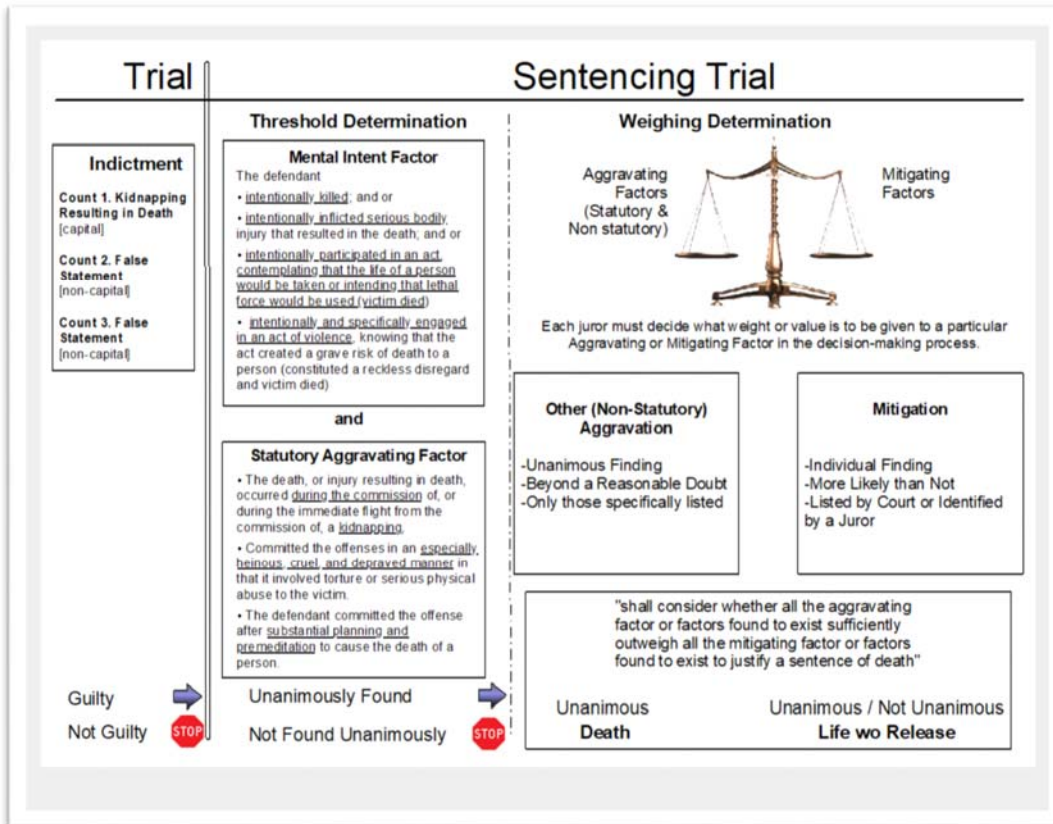 Trial
Sentencing Trial
Indictment
Count 1. Kidnapping
Resulting in Death
[capital]
Count 2. False
Statement
[non-capital]
Count 3. False
Statement
[non-capital]
Guilty
Not Guilty
STOP
Threshold Determination
Mental Intent Factor
The defendant
• intentionally killed; and or
• intentionally inflicted serious bodily
injury that resulted in the death; and or
• intentionally participated in an act,
contemplating that the life of a person
would be taken or intending that lethal
force would be used (victim died)
• intentionally and specifically engaged
in an act of violence, knowing that the
act created a grave risk of death to a
person (constituted a reckless disregard
and victim died)
and
Statutory Aggravating Factor
• The death, or injury resulting in death,
occurred during the commission of, or
during the immediate flight from the
commission of, a kidnapping.
• Committed the offenses in an especially
heinous, cruel, and depraved manner in
that it involved torture or serious physical
abuse to the victim.
• The defendant committed the offense
after substantial planning and
premeditation to cause the death of a
person.
Unanimously Found
Not Found Unanimously
STOP
Weighing Determination
Aggravating
Factors
(Statutory &
Non statutory)
Mitigating
Factors
Each juror must decide what weight or value is to be given to a particular
Aggravating or Mitigating Factor in the decision-making process.
Other (Non-Statutory)
Aggravation
-Unanimous Finding
-Beyond a Reasonable Doubt
-Only those specifically listed
Mitigation
-Individual Finding
-More Likely than Not
-Listed by Court or Identified
by a Juror
"shall consider whether all the aggravating
factor or factors found to exist sufficiently
outweigh all the mitigating factor or factors
found to exist to justify a sentence of death"
Unanimous
Death
Unanimous / Not Unanimous
Life wo Release